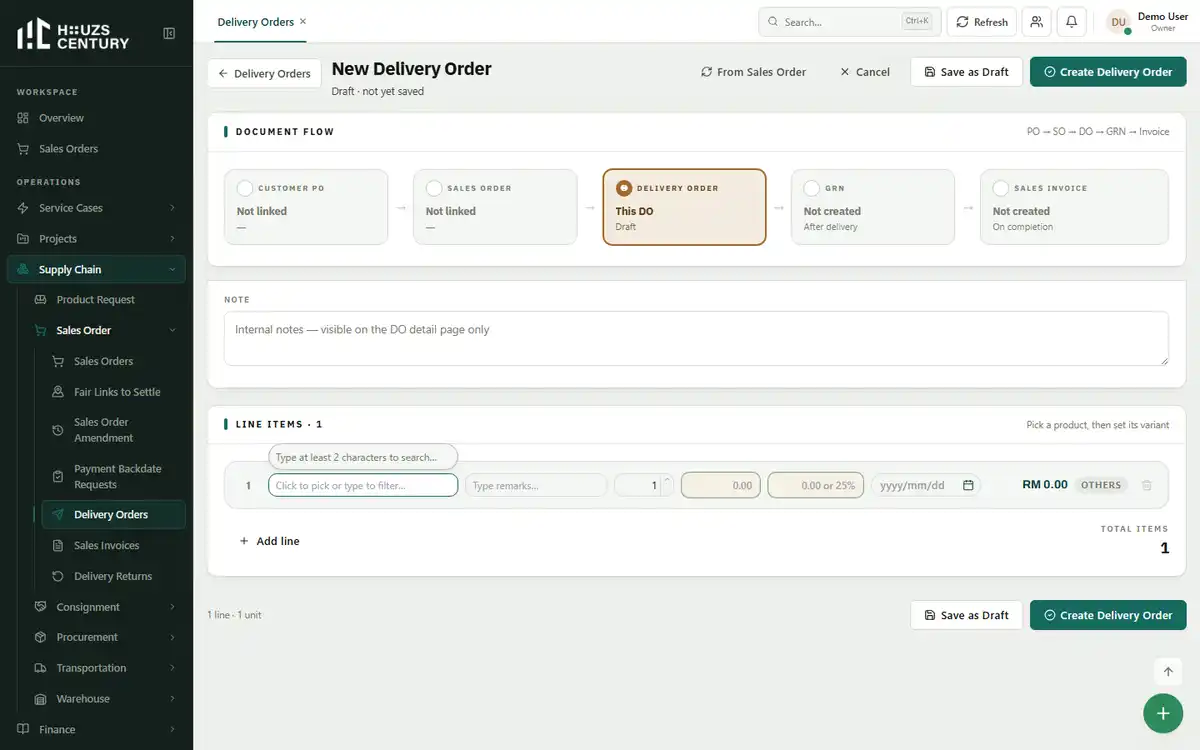 HOUZS
CENTURY
WORKSPACE
Overview
Sales Orders
OPERATIONS
Service Cases
Projects
Supply Chain
Product Request
Sales Order
Sales Orders
Fair Links to Settle
Sales Order
Amendment
Payment Backdate
Requests
Delivery Orders
Sales Invoices
Delivery Returns
Consignment
Procurement
Transportation
Warehouse
Finance
Delivery Orders ×
Search...
Ctrl+K
Refresh
DU
Demo User
Owner
← Delivery Orders
New Delivery Order
Draft · not yet saved
From Sales Order
Cancel
Save as Draft
Create Delivery Order
DOCUMENT FLOW
PO → SO → DO → GRN → Invoice
CUSTOMER PO
Not linked
—
→
SALES ORDER
Not linked
—
→
DELIVERY ORDER
This DO
Draft
→
GRN
Not created
After delivery
→
SALES INVOICE
Not created
On completion
NOTE
Internal notes — visible on the DO detail page only
LINE ITEMS · 1
Pick a product, then set its variant
Type at least 2 characters to search...
1
Click to pick or type to filter...
Type remarks...
1
0.00
0.00 or 25%
yyyy/mm/dd
RM 0.00
OTHERS
+ Add line
TOTAL ITEMS
1
1 line · 1 unit
Save as Draft
Create Delivery Order